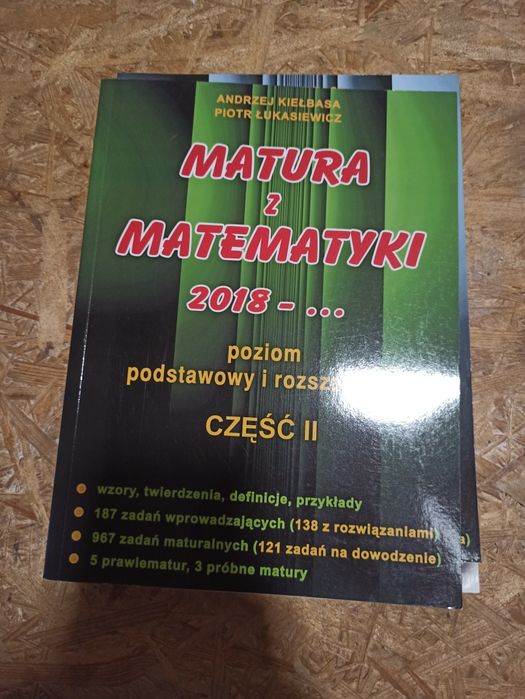 ANDRZEJ KIEŁBASA
PIOTR ŁUKASIEWICZ
MATURA
Z
MATEMATYKI
2018 - ...
poziom
podstawowy i rozsz
CZĘŚĆ II
wzory, twierdzenia, definicje, przykłady
187 zadań wprowadzających (138 z rozwiązaniami)
967 zadań maturalnych (121 zadań na dowodzenie)
5 prawiematur, 3 próbne matury